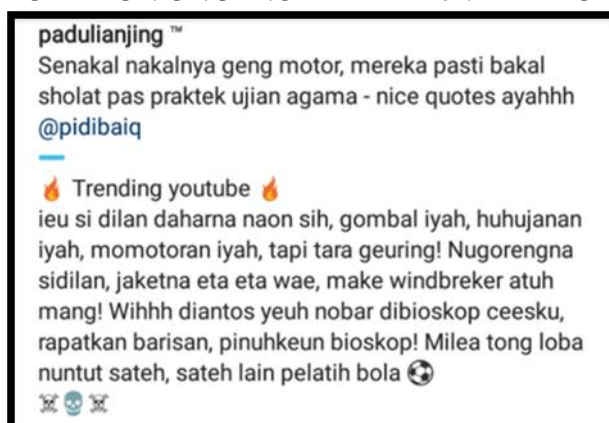 padulianjing ™
Senakal nakalnya geng motor, mereka pasti bakal
sholat pas praktek ujian agama - nice quotes ayahhh
@pidibaiq
🔥 Trending youtube 🔥
ieu si dilan daharna naon sih, gombal iyah, huhujanan
iyah, momotoran iyah, tapi tara geuring! Nugorengna
sidilan, jaketna eta eta wae, make windbreker atuh
mang! Wihhh diantos yeuh nobar dibioskop ceesku,
rapatkan barisan, pinuhkeun bioskop! Milea tong loba
nuntut sateh, sateh lain pelatih bola ⚽
☠💀☠